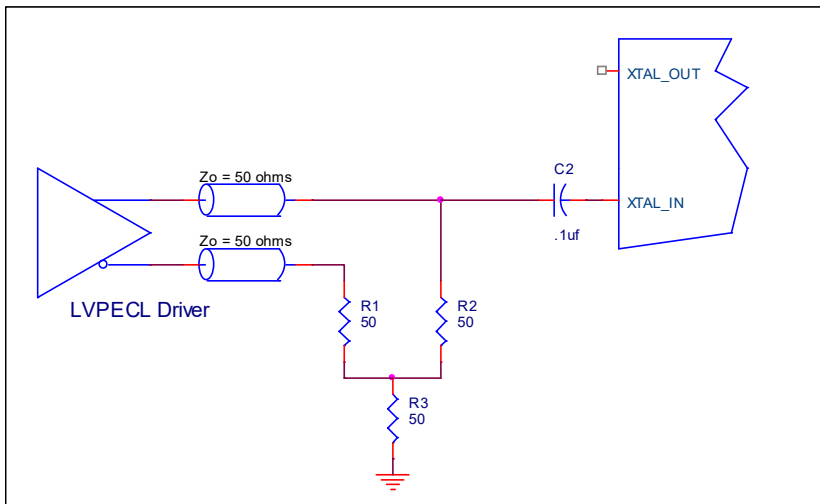 XTAL_OUT
Zo = 50 ohms
C2
XTAL_IN
.1uf
Zo = 50 ohms
LVPECL Driver
R1
50
R2
50
R3
50